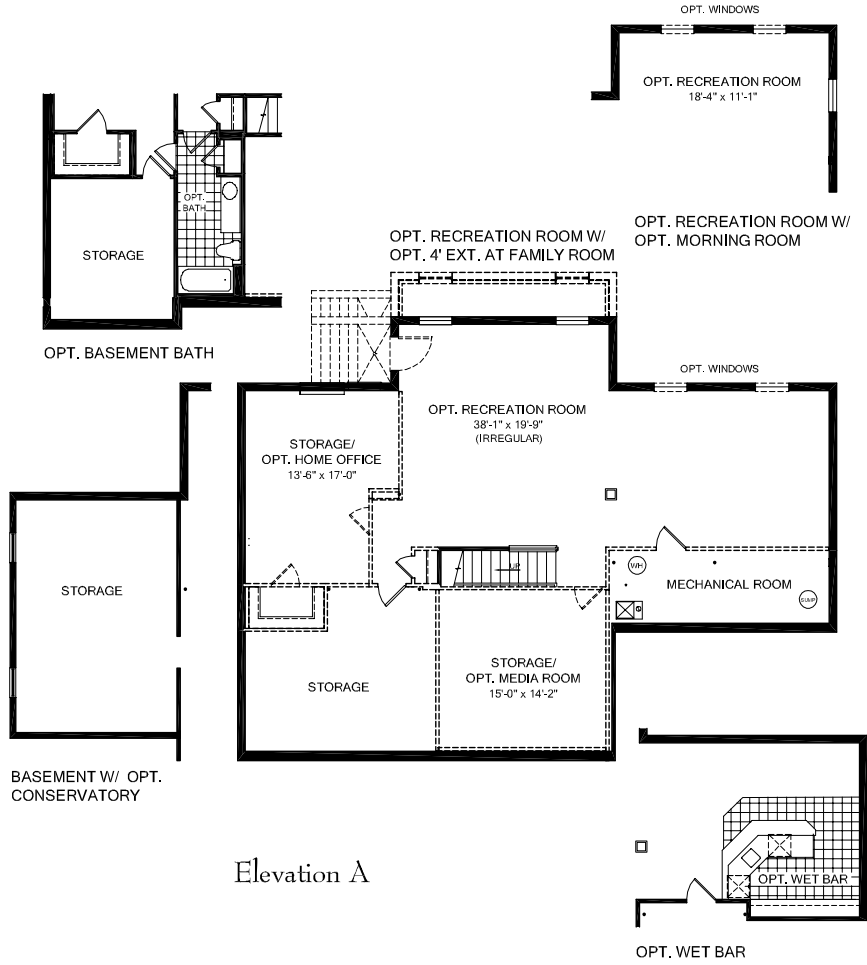 OPT. WINDOWS
OPT. RECREATION ROOM
18'-4" x 11'-1"
OPT. RECREATION ROOM W/
OPT. MORNING ROOM
OPT.
BATH
STORAGE
OPT. BASEMENT BATH
OPT. RECREATION ROOM W/
OPT. 4' EXT. AT FAMILY ROOM
OPT. WINDOWS
OPT. RECREATION ROOM
38'-1" x 19'-9"
(IRREGULAR)
STORAGE/
OPT. HOME OFFICE
13'-6" x 17'-0"
UP
WH
MECHANICAL ROOM
SUMP
STORAGE
STORAGE/
OPT. MEDIA ROOM
15'-0" x 14'-2"
STORAGE
BASEMENT W/ OPT.
CONSERVATORY
Elevation A
OPT. WET BAR
OPT. WET BAR